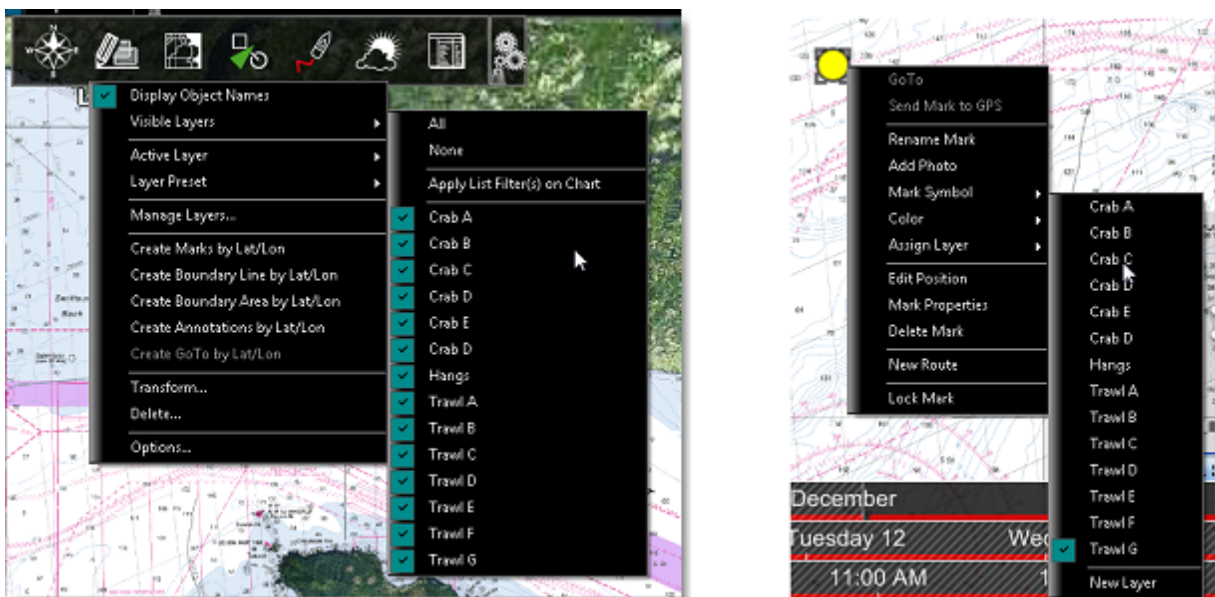 Display Object Names
Visible Layers
Active Layer
Layer Preset
Manage Layers...
Create Marks by Lat/Lon
Create Boundary Line by Lat/Lon
Create Boundary Area by Lat/Lon
Create Annotations by Lat/Lon
Create GoTo by Lat/Lon
Transform...
Delete...
Options...
All
None
Apply List Filter(s) on Chart
Crab A
Crab B
Crab C
Crab D
Crab E
Crab D
Hangs
Trawl A
Trawl B
Trawl C
Trawl D
Trawl E
Trawl F
Trawl G
GoTo
Send Mark to GPS
Rename Mark
Add Photo
Mark Symbol
Color
Assign Layer
Edit Position
Mark Properties
Delete Mark
New Route
Lock Mark
Crab A
Crab B
Crab C
Crab D
Crab E
Crab D
Hangs
Trawl A
Trawl B
Trawl C
Trawl D
Trawl E
Trawl F
Trawl G
New Layer
December
Tuesday 12
11:00 AM